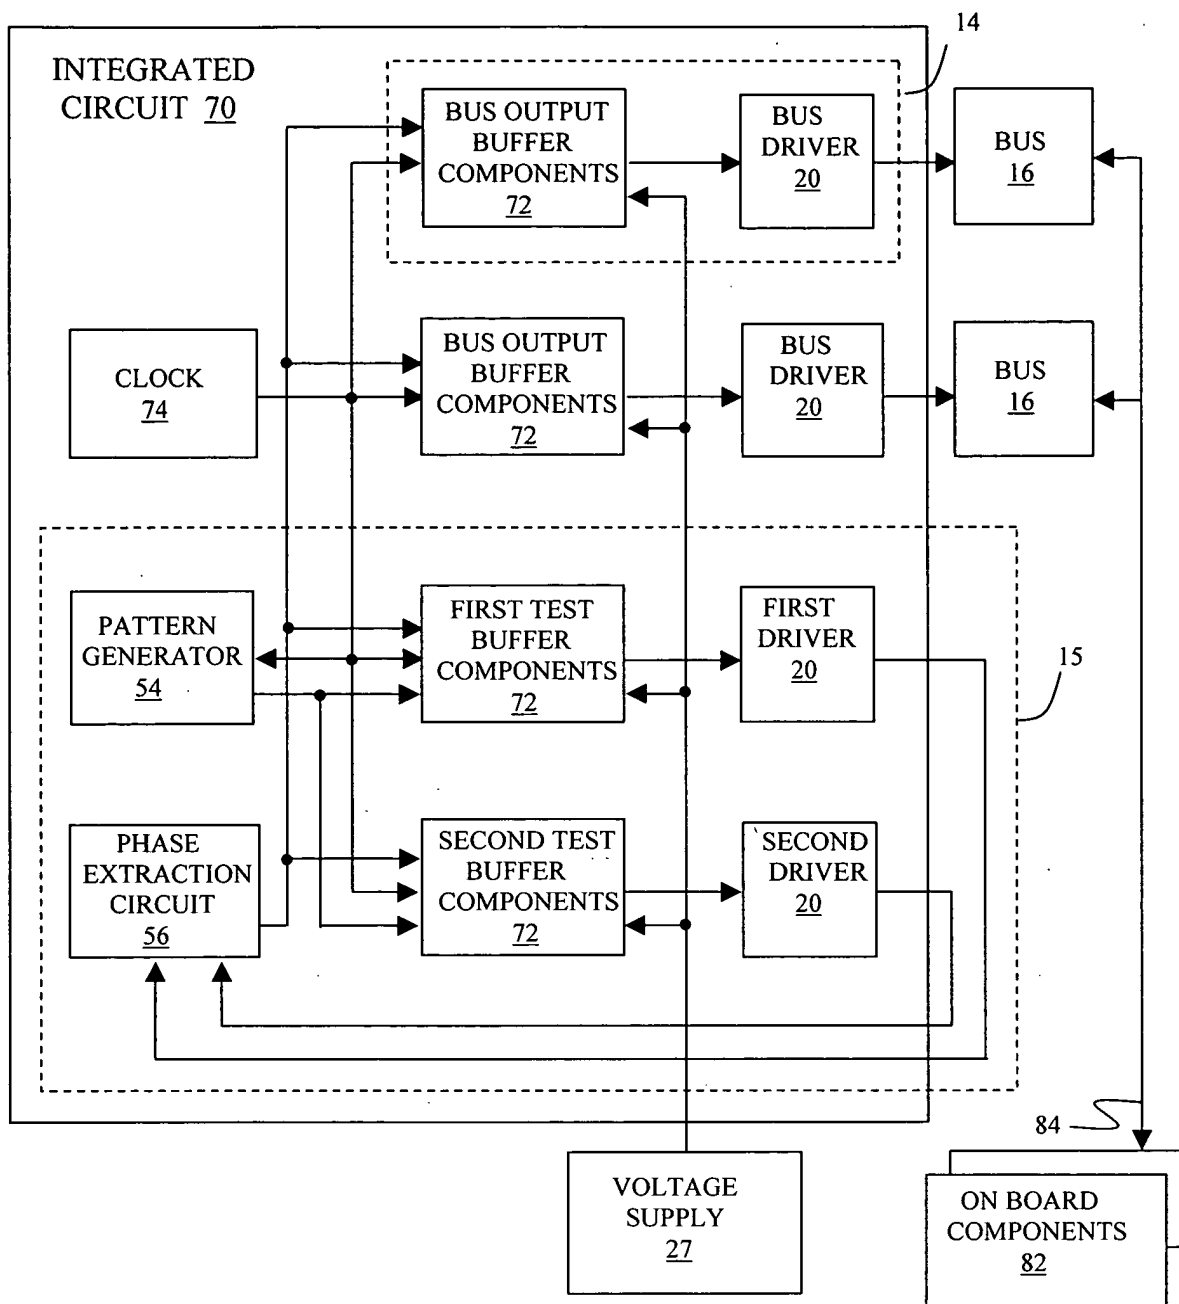 14
INTEGRATED
CIRCUIT 70
BUS OUTPUT
BUFFER
COMPONENTS
72
BUS
DRIVER
20
BUS
16
CLOCK
74
BUS OUTPUT
BUFFER
COMPONENTS
72
BUS
DRIVER
20
BUS
16
PATTERN
GENERATOR
54
FIRST TEST
BUFFER
COMPONENTS
72
FIRST
DRIVER
20
15
PHASE
EXTRACTION
CIRCUIT
56
SECOND TEST
BUFFER
COMPONENTS
72
SECOND
DRIVER
20
84
VOLTAGE
SUPPLY
27
ON BOARD
COMPONENTS
82